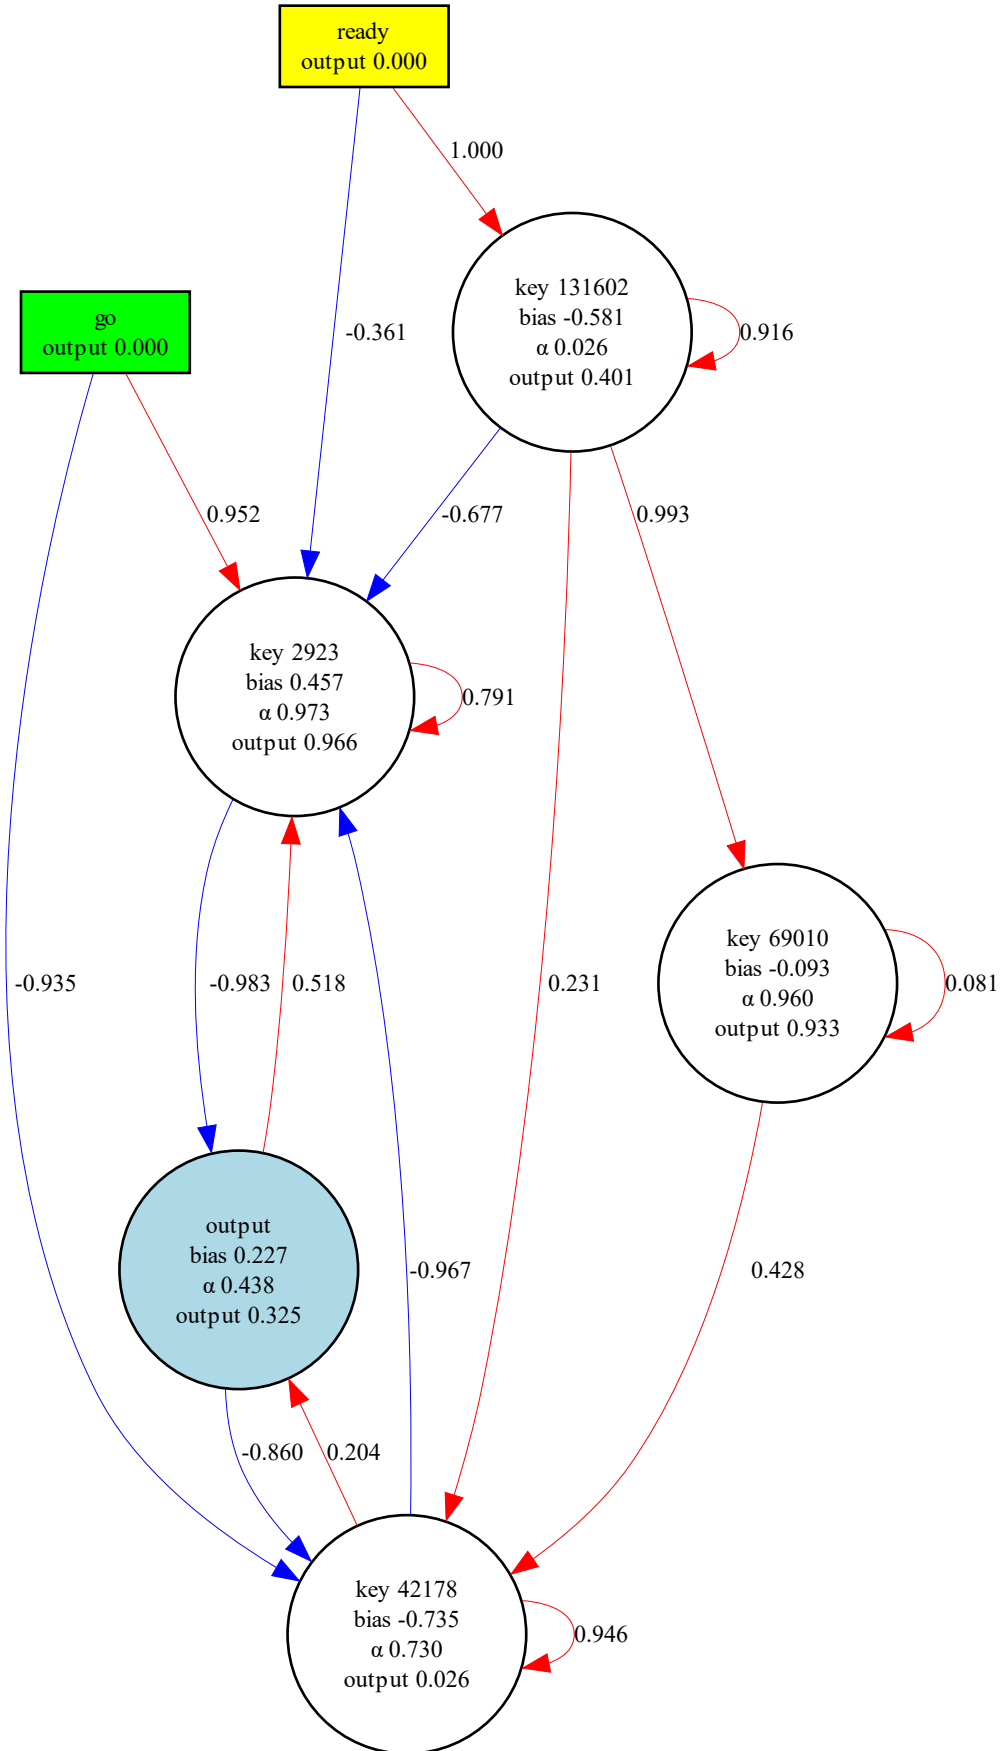 ready
output 0.000
1.000
key 131602
bias -0.581
α 0.026
output 0.401
0.916
go
output 0.000
-0.361
0.952
-0.677
0.993
key 2923
bias 0.457
α 0.973
output 0.966
0.791
key 69010
bias -0.093
α 0.960
output 0.933
0.081
-0.935
-0.983
0.518
0.231
output
bias 0.227
α 0.438
output 0.325
-0.967
0.428
-0.860
0.204
key 42178
bias -0.735
α 0.730
output 0.026
0.946